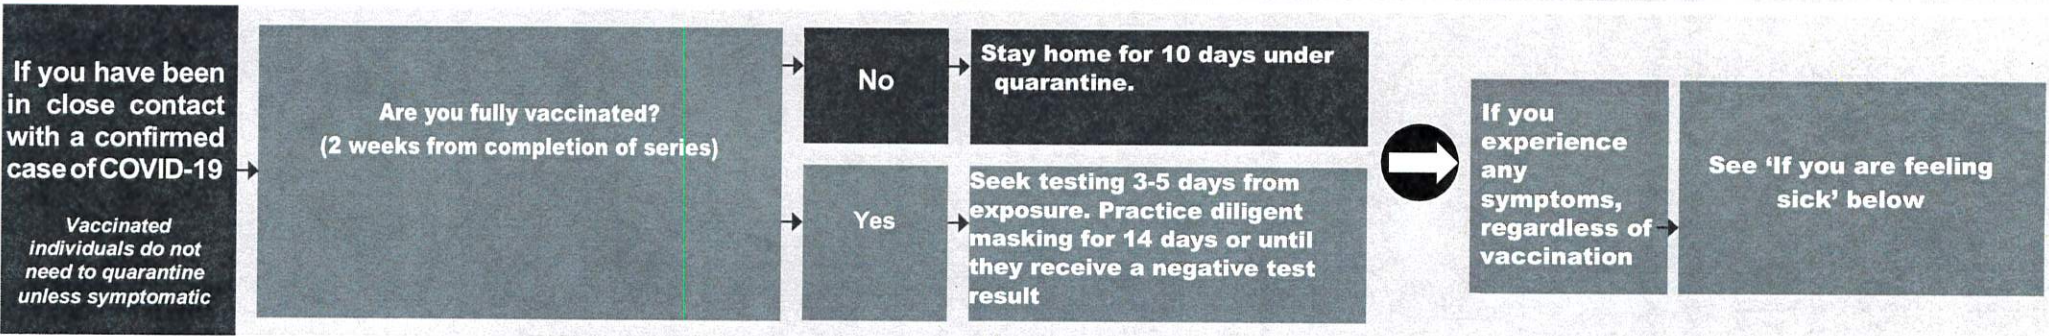 If you have been
in close contact
with a confirmed
case of COVID-19
Vaccinated
individuals do not
need to quarantine
unless symptomatic
Are you fully vaccinated?
(2 weeks from completion of series)
No
Stay home for 10 days under
quarantine.
Yes
Seek testing 3-5 days from
exposure. Practice diligent
masking for 14 days or until
they receive a negative test
result
If you
experience
any
symptoms,
regardless of
vaccination
See ‘If you are feeling
sick’ below